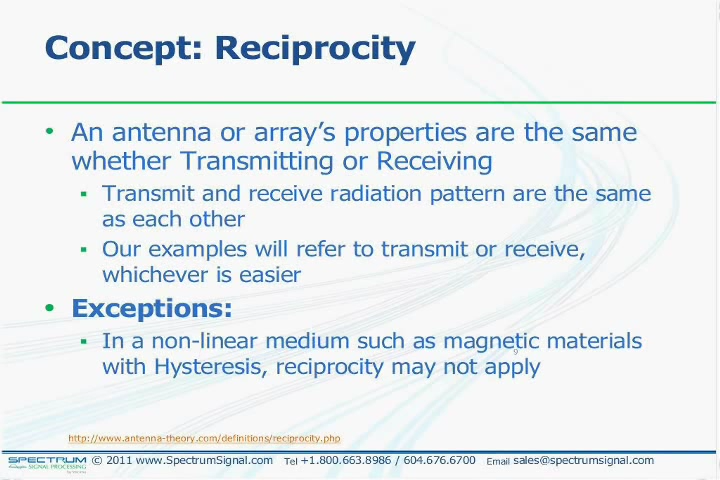 Concept: Reciprocity
• An antenna or array's properties are the same
whether Transmitting or Receiving
▪ Transmit and receive radiation pattern are the same
as each other
▪ Our examples will refer to transmit or receive,
whichever is easier
• Exceptions:
▪ In a non-linear medium such as magnetic materials
9
with Hysteresis, reciprocity may not apply
http://www.antenna-theory.com/definitions/reciprocity.php
SPECTRUM
SIGNAL PROCESSING
© 2011 www.SpectrumSignal.com Tel +1.800.663.8986 / 604.676.6700 Email sales@spectrumsignal.com